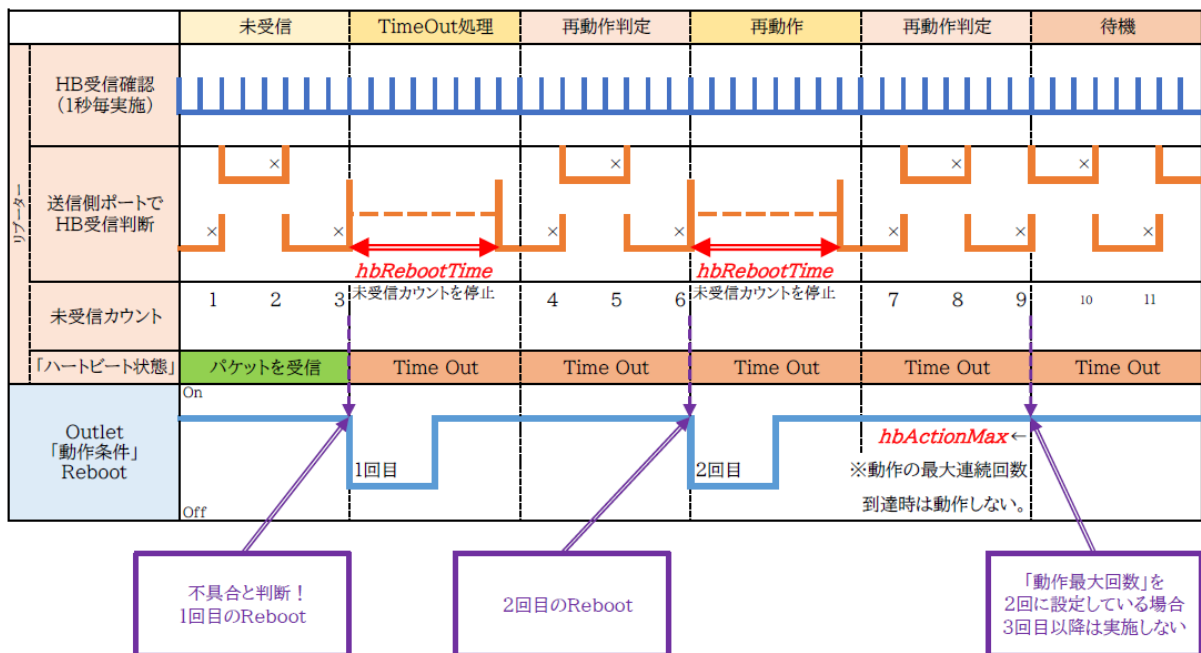 未受信 TimeOut処理 再動作判定 再動作 再動作判定 待機
リブーター
HB受信確認
(1秒毎実施)
× × × × × × × × × × ×
送信側ポートで
HB受信判断
hbRebootTime hbRebootTime
未受信カウント
1 2 3 未受信カウントを停止 4 5 6 未受信カウントを停止 7 8 9 10 11
「ハートビート状態」 パケットを受信 Time Out Time Out Time Out Time Out Time Out
On
Outlet
「動作条件」
Reboot
hbActionMax←
1回目 2回目 ※動作の最大連続回数
到達時は動作しない。
Off
不具合と判断！
1回目のReboot
2回目のReboot
「動作最大回数」を
2回に設定している場合
3回目以降は実施しない